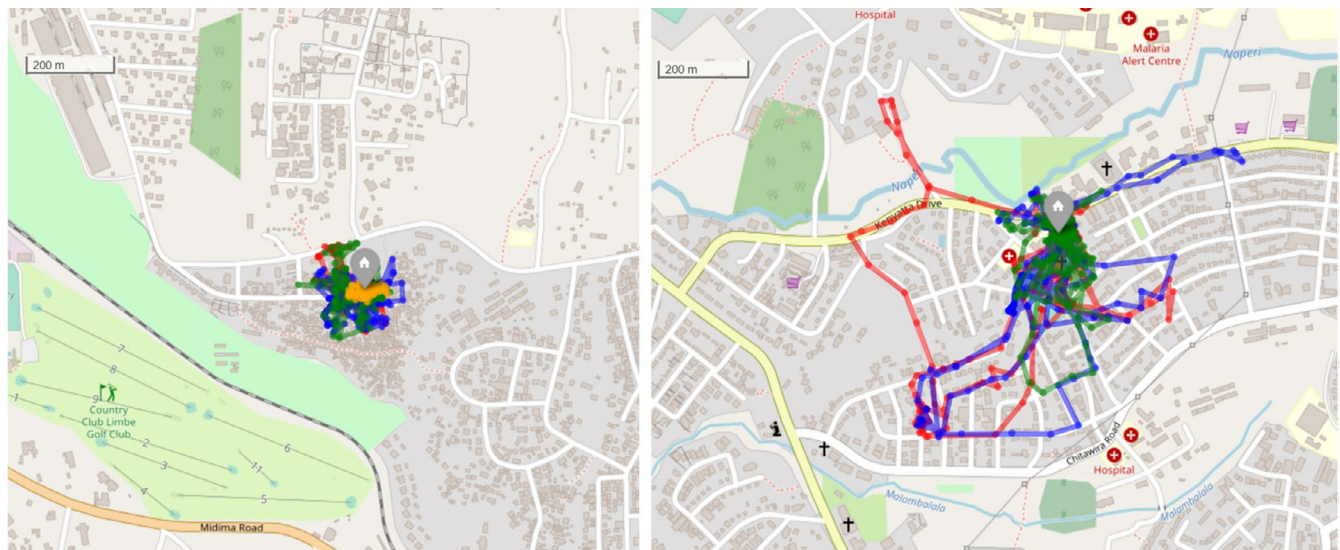 200 m
7
8
9
1
2
6
3
11
4
5
Country
Club Limbe
Golf Club
Midima Road
200 m
Hospital
Malaria
Alert Centre
Naperi
Naperi
Kenyatta Drive
i
Chitawira Road
Hospital
Malambalala
Malambalala